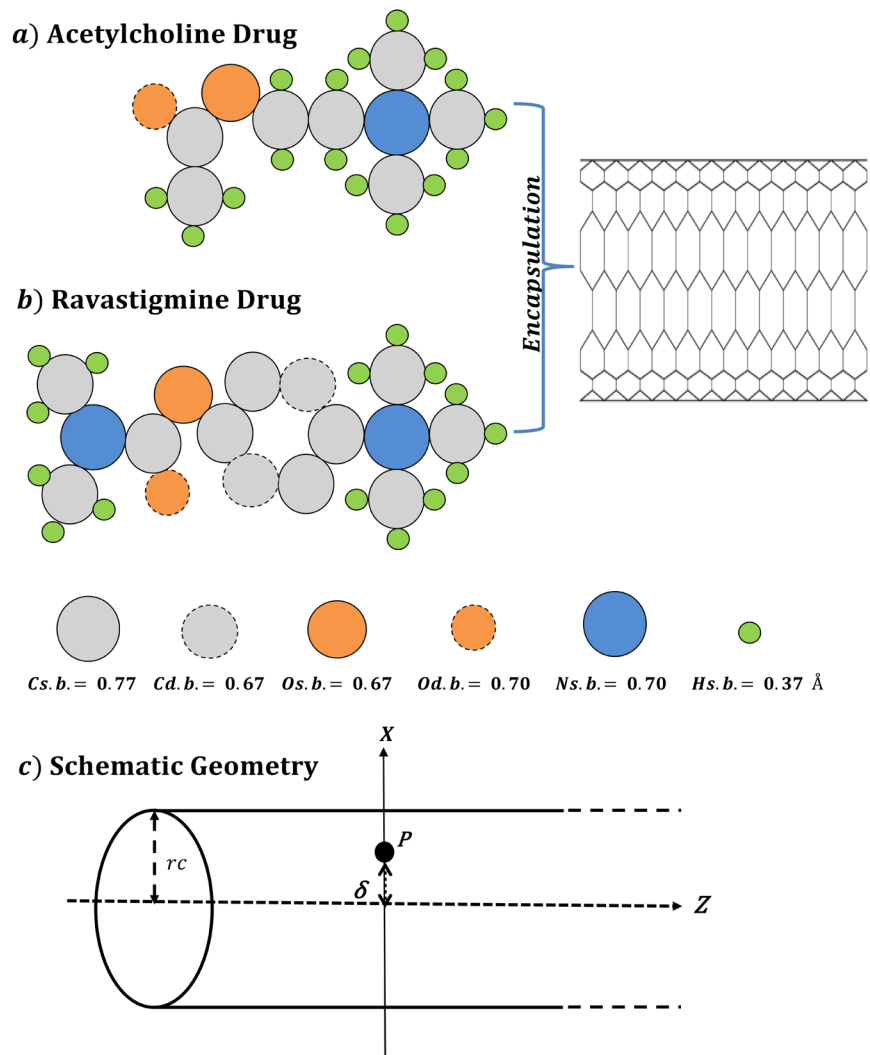 a) Acetylcholine Drug
Encapsulation
b) Ravastigmine Drug
Cs.b.= 0.77 Cd.b.= 0.67 Os.b.= 0.67 Od.b.= 0.70 Ns.b.= 0.70 Hs.b.= 0.37 Å
c) Schematic Geometry
X
P
rc
δ
Z